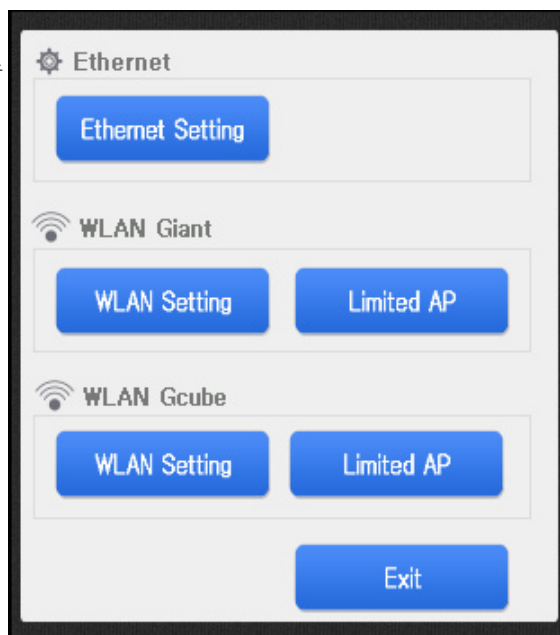 Ethernet
Ethernet Setting
WLAN Giant
WLAN Setting Limited AP
WLAN Gcube
WLAN Setting Limited AP
Exit